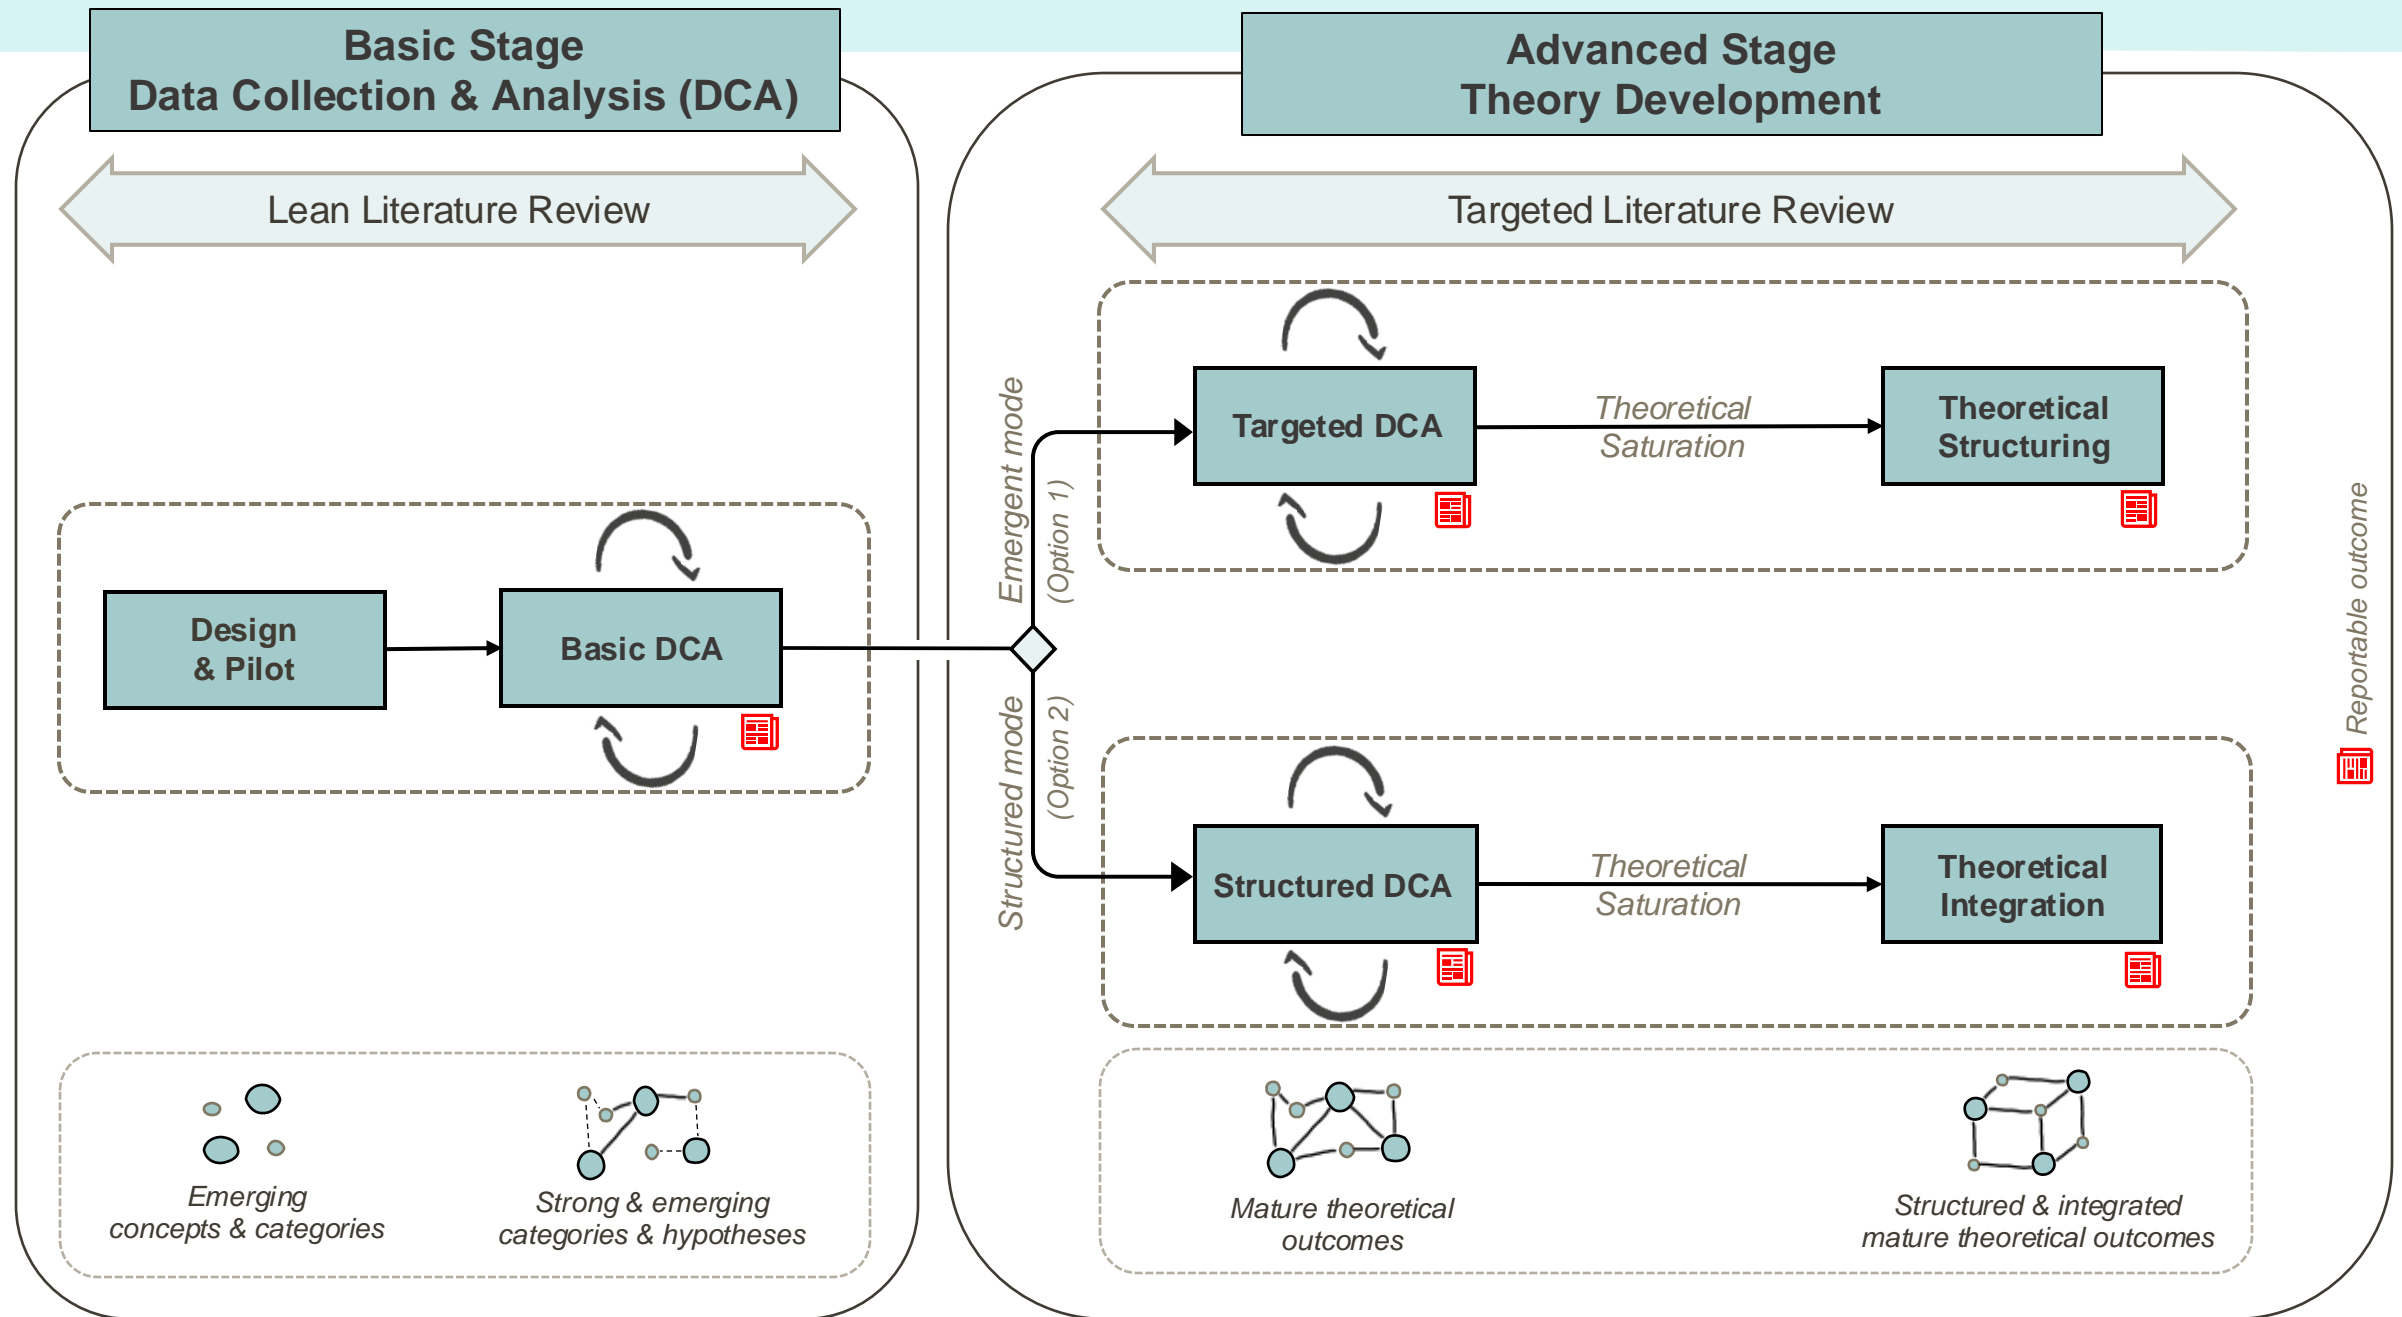 Basic Stage
Data Collection & Analysis (DCA)
Advanced Stage
Theory Development
Lean Literature Review
Targeted Literature Review
Design
& Pilot
Basic DCA
Emergent mode
(Option 1)
Structured mode
(Option 2)
Targeted DCA
Theoretical
Saturation
Theoretical
Structuring
Structured DCA
Theoretical
Saturation
Theoretical
Integration
Reportable outcome
Emerging
concepts & categories
Strong & emerging
categories & hypotheses
Mature theoretical
outcomes
Structured & integrated
mature theoretical outcomes